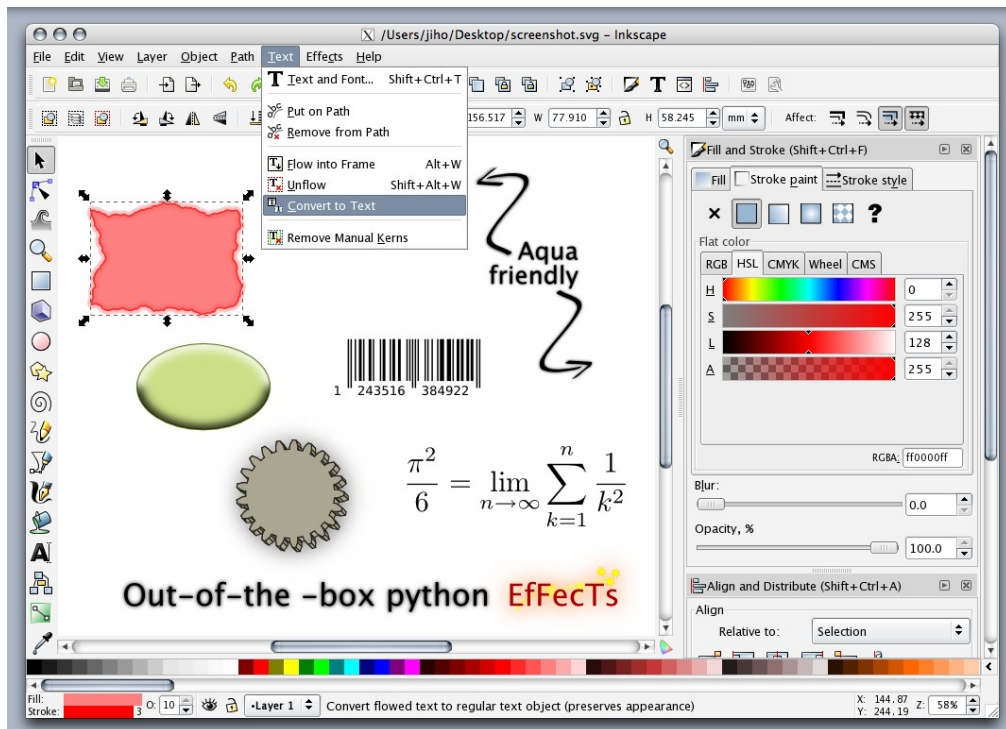 /Users/jiho/Desktop/screenshot.svg - Inkscape
File Edit View Layer Object Path Text Effects Help
Text and Font... Shift+Ctrl+T
Put on Path
Remove from Path
Flow into Frame Alt+W
Unflow Shift+Alt+W
Convert to Text
Remove Manual Kerns
156.517 W 77.910 H 58.245 mm Affect:
Fill and Stroke (Shift+Ctrl+F)
Fill Stroke paint Stroke style
?
Flat color
RGB HSL CMYK Wheel CMS
H 0
S 255
L 128
A 255
RGBA: ff0000ff
Blur:
0.0
Opacity, %
100.0
Align and Distribute (Shift+Ctrl+A)
Align
Relative to: Selection
Aqua
friendly
1 243516 384922
π²/6 = lim n→∞ ∑ k=1 n 1/k²
Out-of-the -box python EfFecTs
Fill:
Stroke: 3
O: 10 •Layer 1 Convert flowed text to regular text object (preserves appearance)
X: 144.87
Y: 244.19
Z: 58%